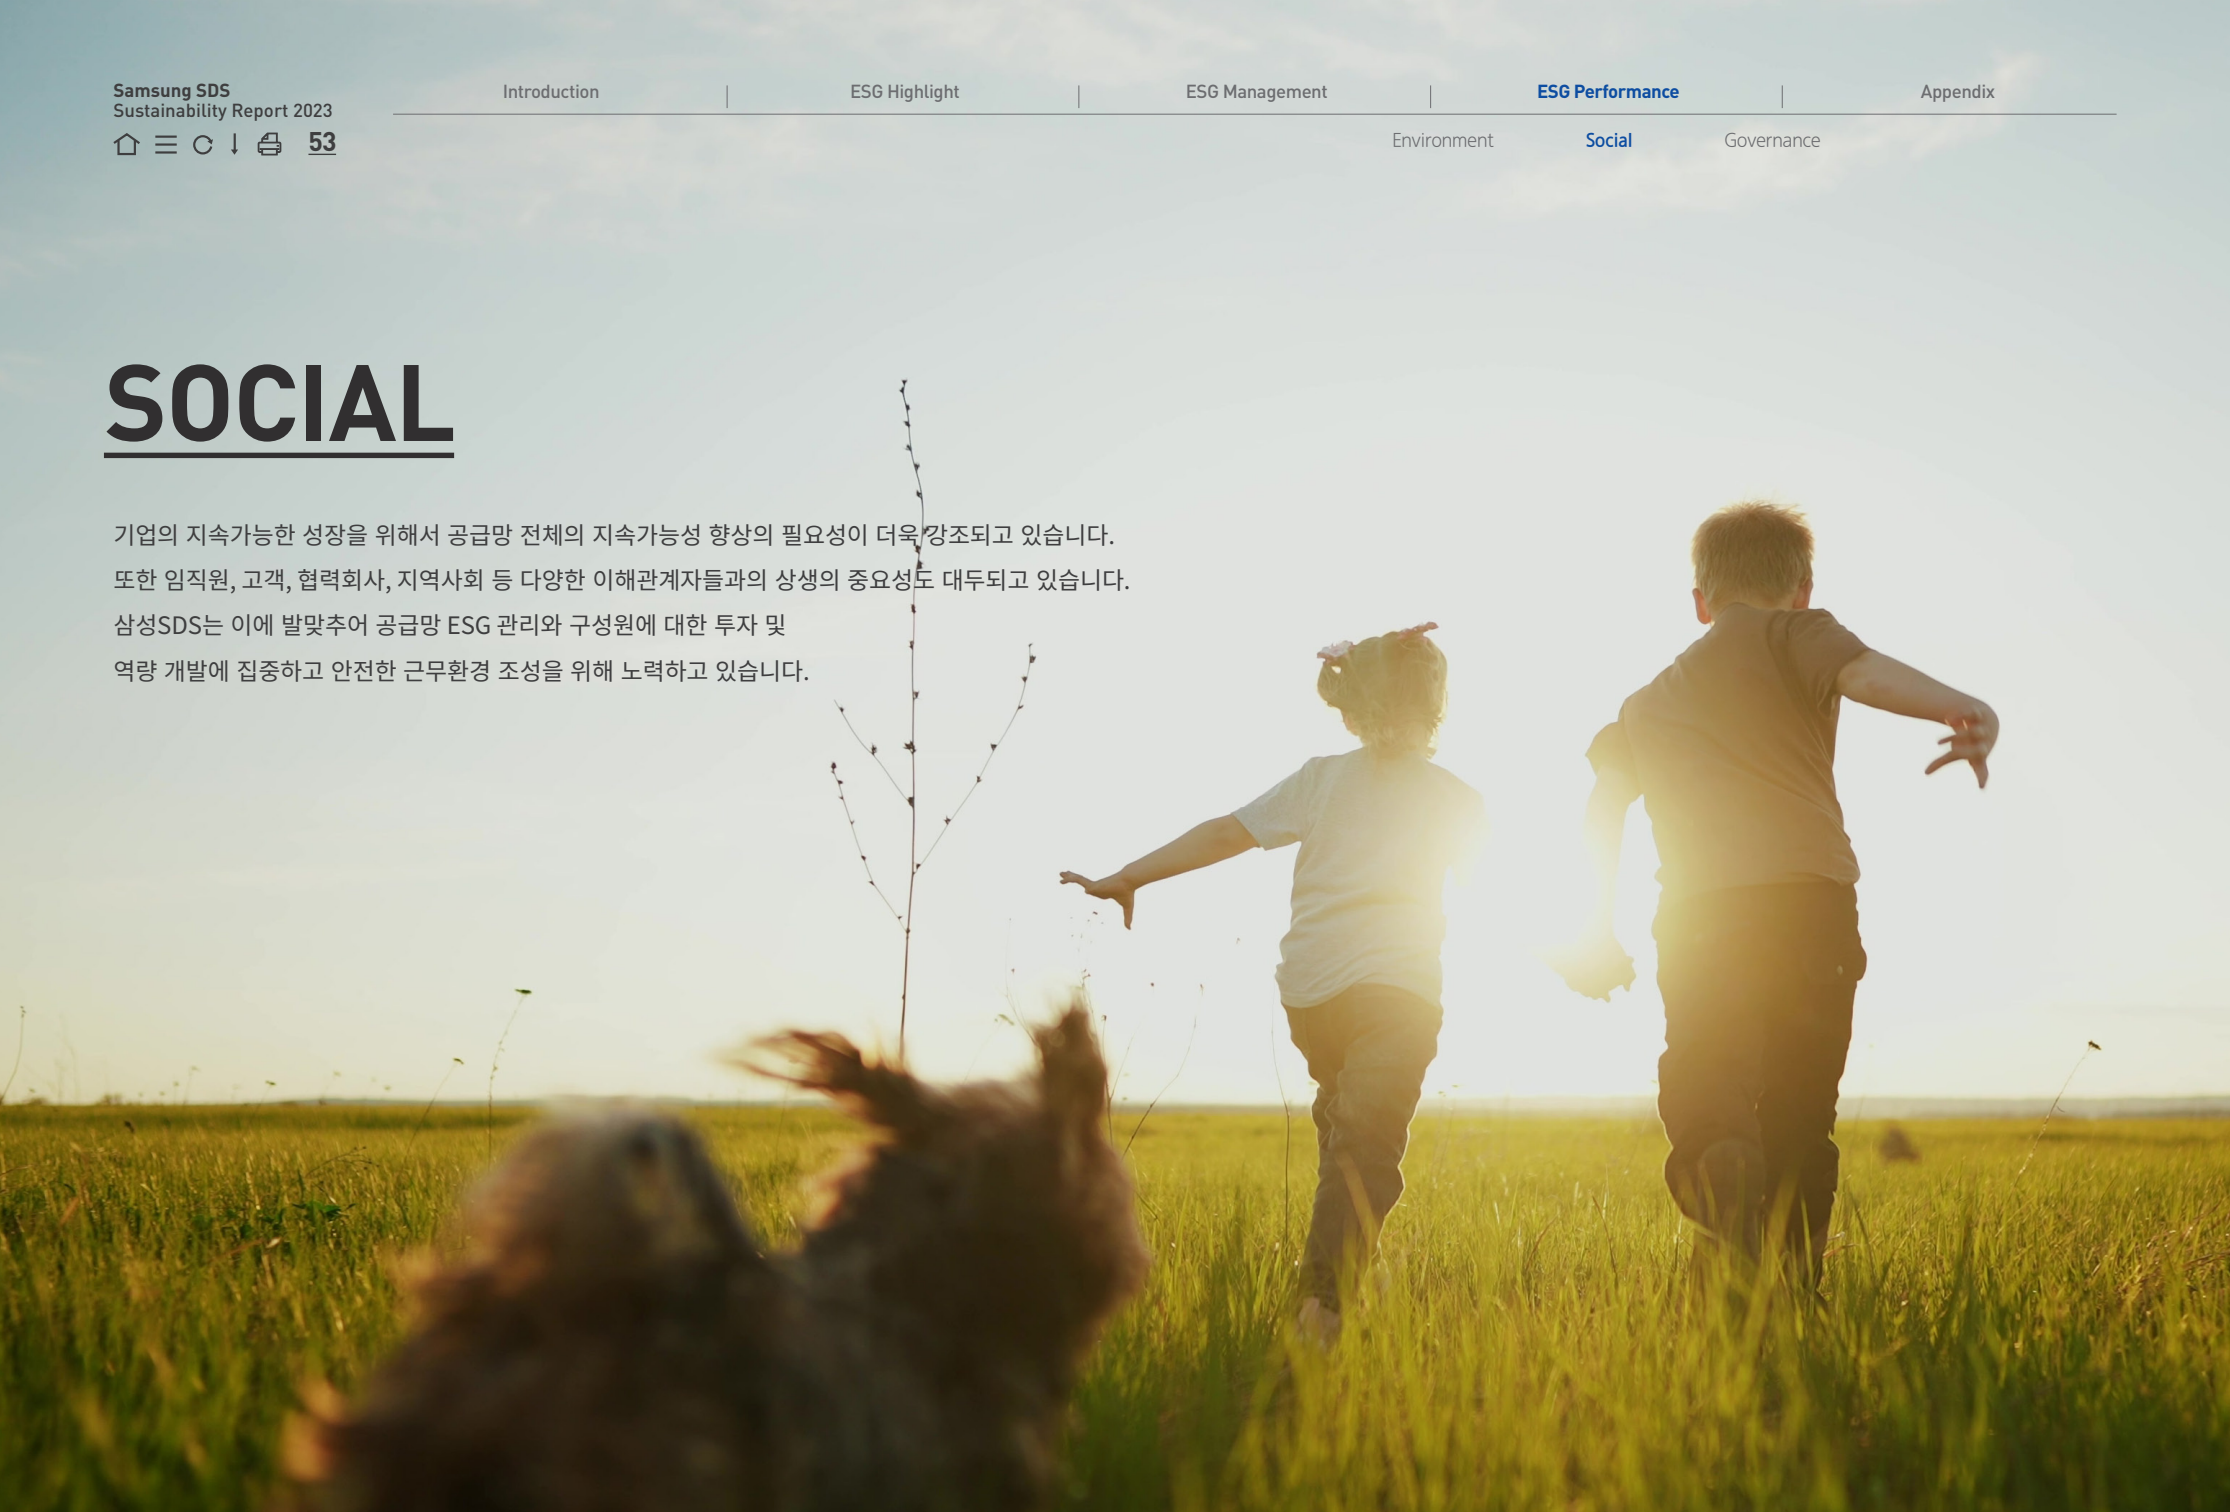 Samsung SDS
Sustainability Report 2023
53
Introduction
ESG Highlight
ESG Management
ESG Performance
Appendix
Environment
Social
Governance
SOCIAL
기업의 지속가능한 성장을 위해서 공급망 전체의 지속가능성 향상의 필요성이 더욱 강조되고 있습니다.
또한 임직원, 고객, 협력회사, 지역사회 등 다양한 이해관계자들과의 상생의 중요성도 대두되고 있습니다.
삼성SDS는 이에 발맞추어 공급망 ESG 관리와 구성원에 대한 투자 및
역량 개발에 집중하고 안전한 근무환경 조성을 위해 노력하고 있습니다.